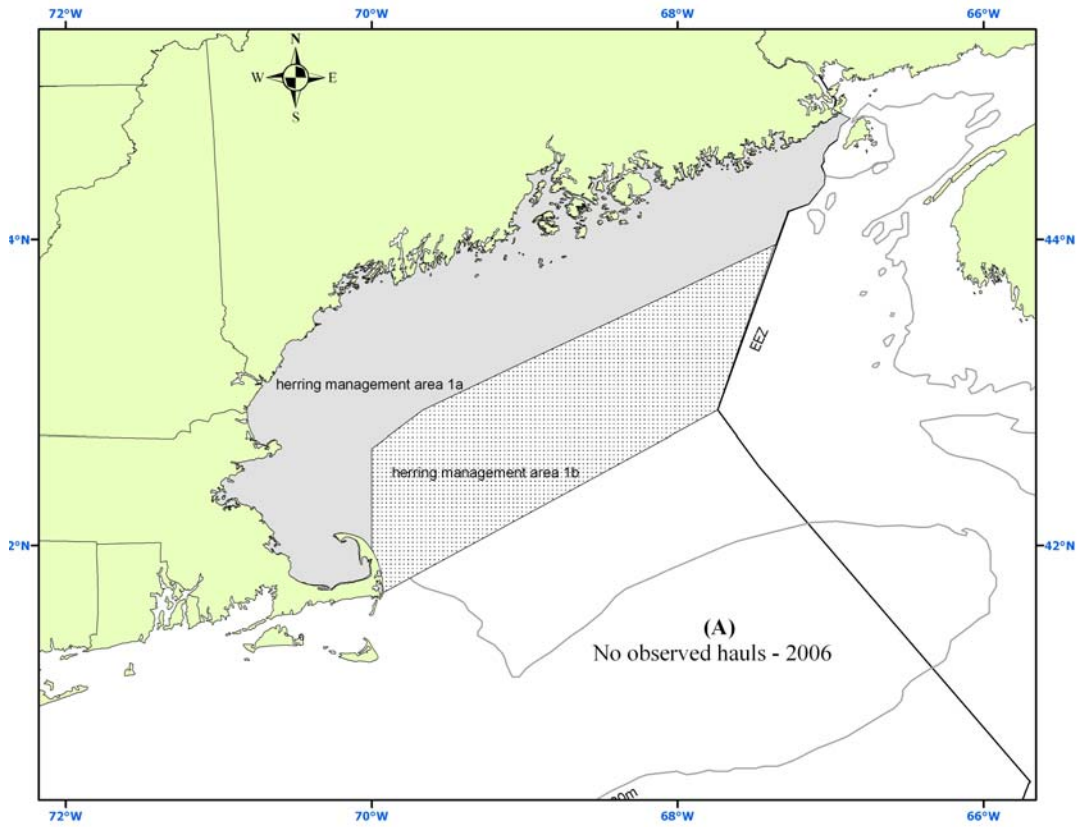 72°W 70°W 68°W 66°W
N
W E
S
4°N 44°N
EEZ
herring management area 1a
herring management area 1b
2°N 42°N
(A)
No observed hauls - 2006
72°W 70°W 68°W 66°W